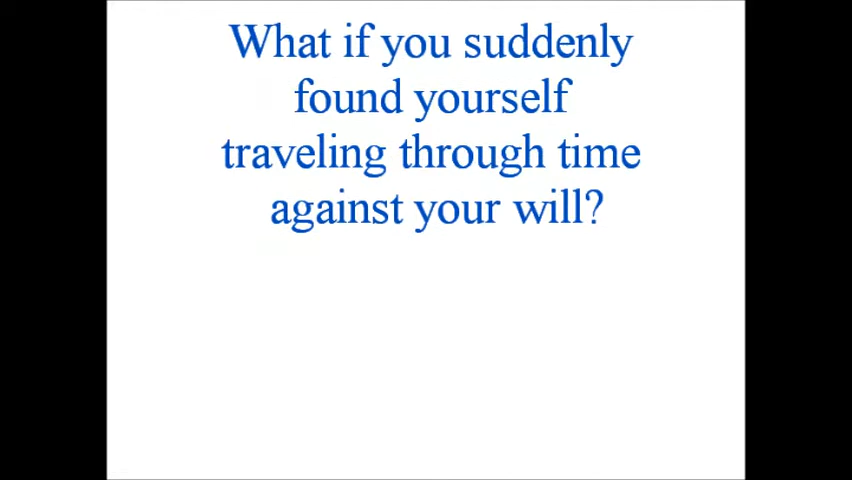 What if you suddenly
found yourself
traveling through time
against your will?